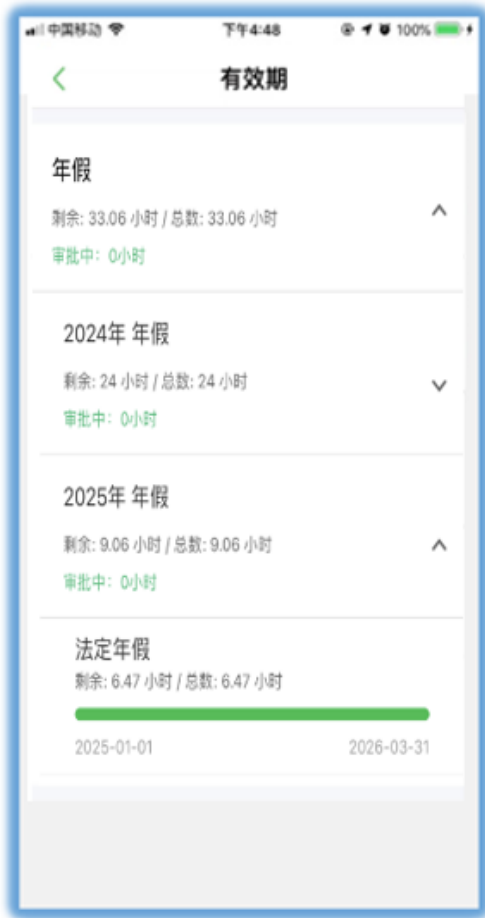 中国移动 下午4:48 100%
有效期
年假
剩余: 33.06 小时 / 总数: 33.06 小时
审批中: 0小时
2024年 年假
剩余: 24 小时 / 总数: 24 小时
审批中: 0小时
2025年 年假
剩余: 9.06 小时 / 总数: 9.06 小时
审批中: 0小时
法定年假
剩余: 6.47 小时 / 总数: 6.47 小时
2025-01-01 2026-03-31